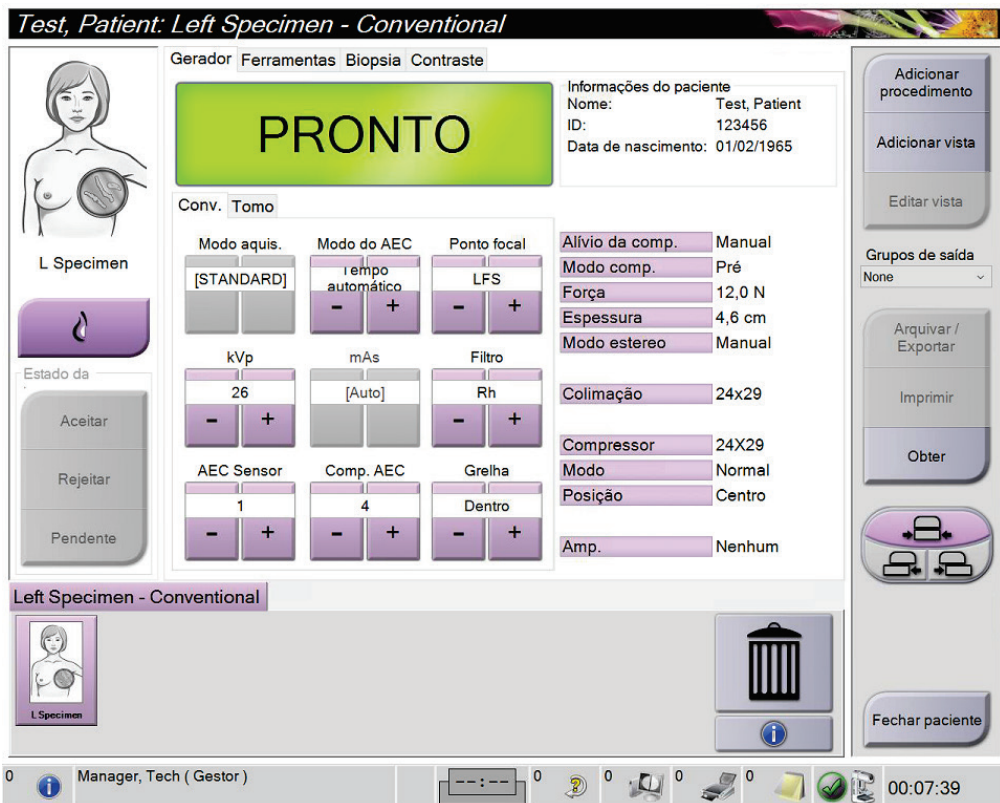 Test, Patient: Left Specimen - Conventional
Gerador Ferramentas Biopsia Contraste
PRONTO
Informações do paciente
Nome: Test, Patient
ID: 123456
Data de nascimento: 01/02/1965
L Specimen
Estado da
Aceitar
Rejeitar
Pendente
Conv. Tomo
Modo aquis. Modo do AEC Ponto focal
[STANDARD] Tempo automático LFS
- + - +
kVp mAs Filtro
26 [Auto] Rh
- + - +
AEC Sensor Comp. AEC Grelha
1 4 Dentro
- + - + - +
Alívio da comp. Manual
Modo comp. Pré
Força 12,0 N
Espessura 4,6 cm
Modo estereo Manual
Colimação 24x29
Compressor 24X29
Modo Normal
Posição Centro
Amp. Nenhum
Adicionar
procedimento
Adicionar vista
Editar vista
Grupos de saída
None
Arquivar /
Exportar
Imprimir
Obter
Left Specimen - Conventional
L Specimen
Fechar paciente
0 Manager, Tech ( Gestor ) --:-- 0 0 0 0 00:07:39